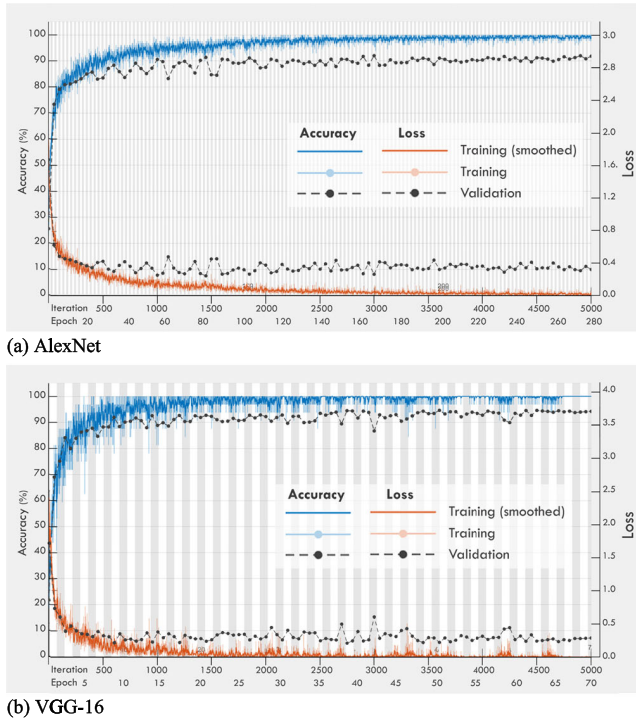 100
90
80
70
60
50
40
30
20
10
0
Accuracy (%)
3.0
2.8
2.4
2.0
1.6
1.2
0.8
0.4
0.0
Loss
Accuracy Loss
Training (smoothed)
Training
Validation
Iteration 500 1000 1500 2000 2500 3000 3500 4000 4500 5000
Epoch 20 40 60 80 100 120 140 160 180 200 220 240 260 280
(a) AlexNet
100
90
80
70
60
50
40
30
20
10
0
Accuracy (%)
4.0
3.5
3.0
2.5
2.0
1.5
1.0
0.5
0.0
Loss
Accuracy Loss
Training (smoothed)
Training
Validation
Iteration 500 1000 1500 2000 2500 3000 3500 4000 4500 5000
Epoch 5 10 15 20 25 30 35 40 45 50 55 60 65 70
(b) VGG-16